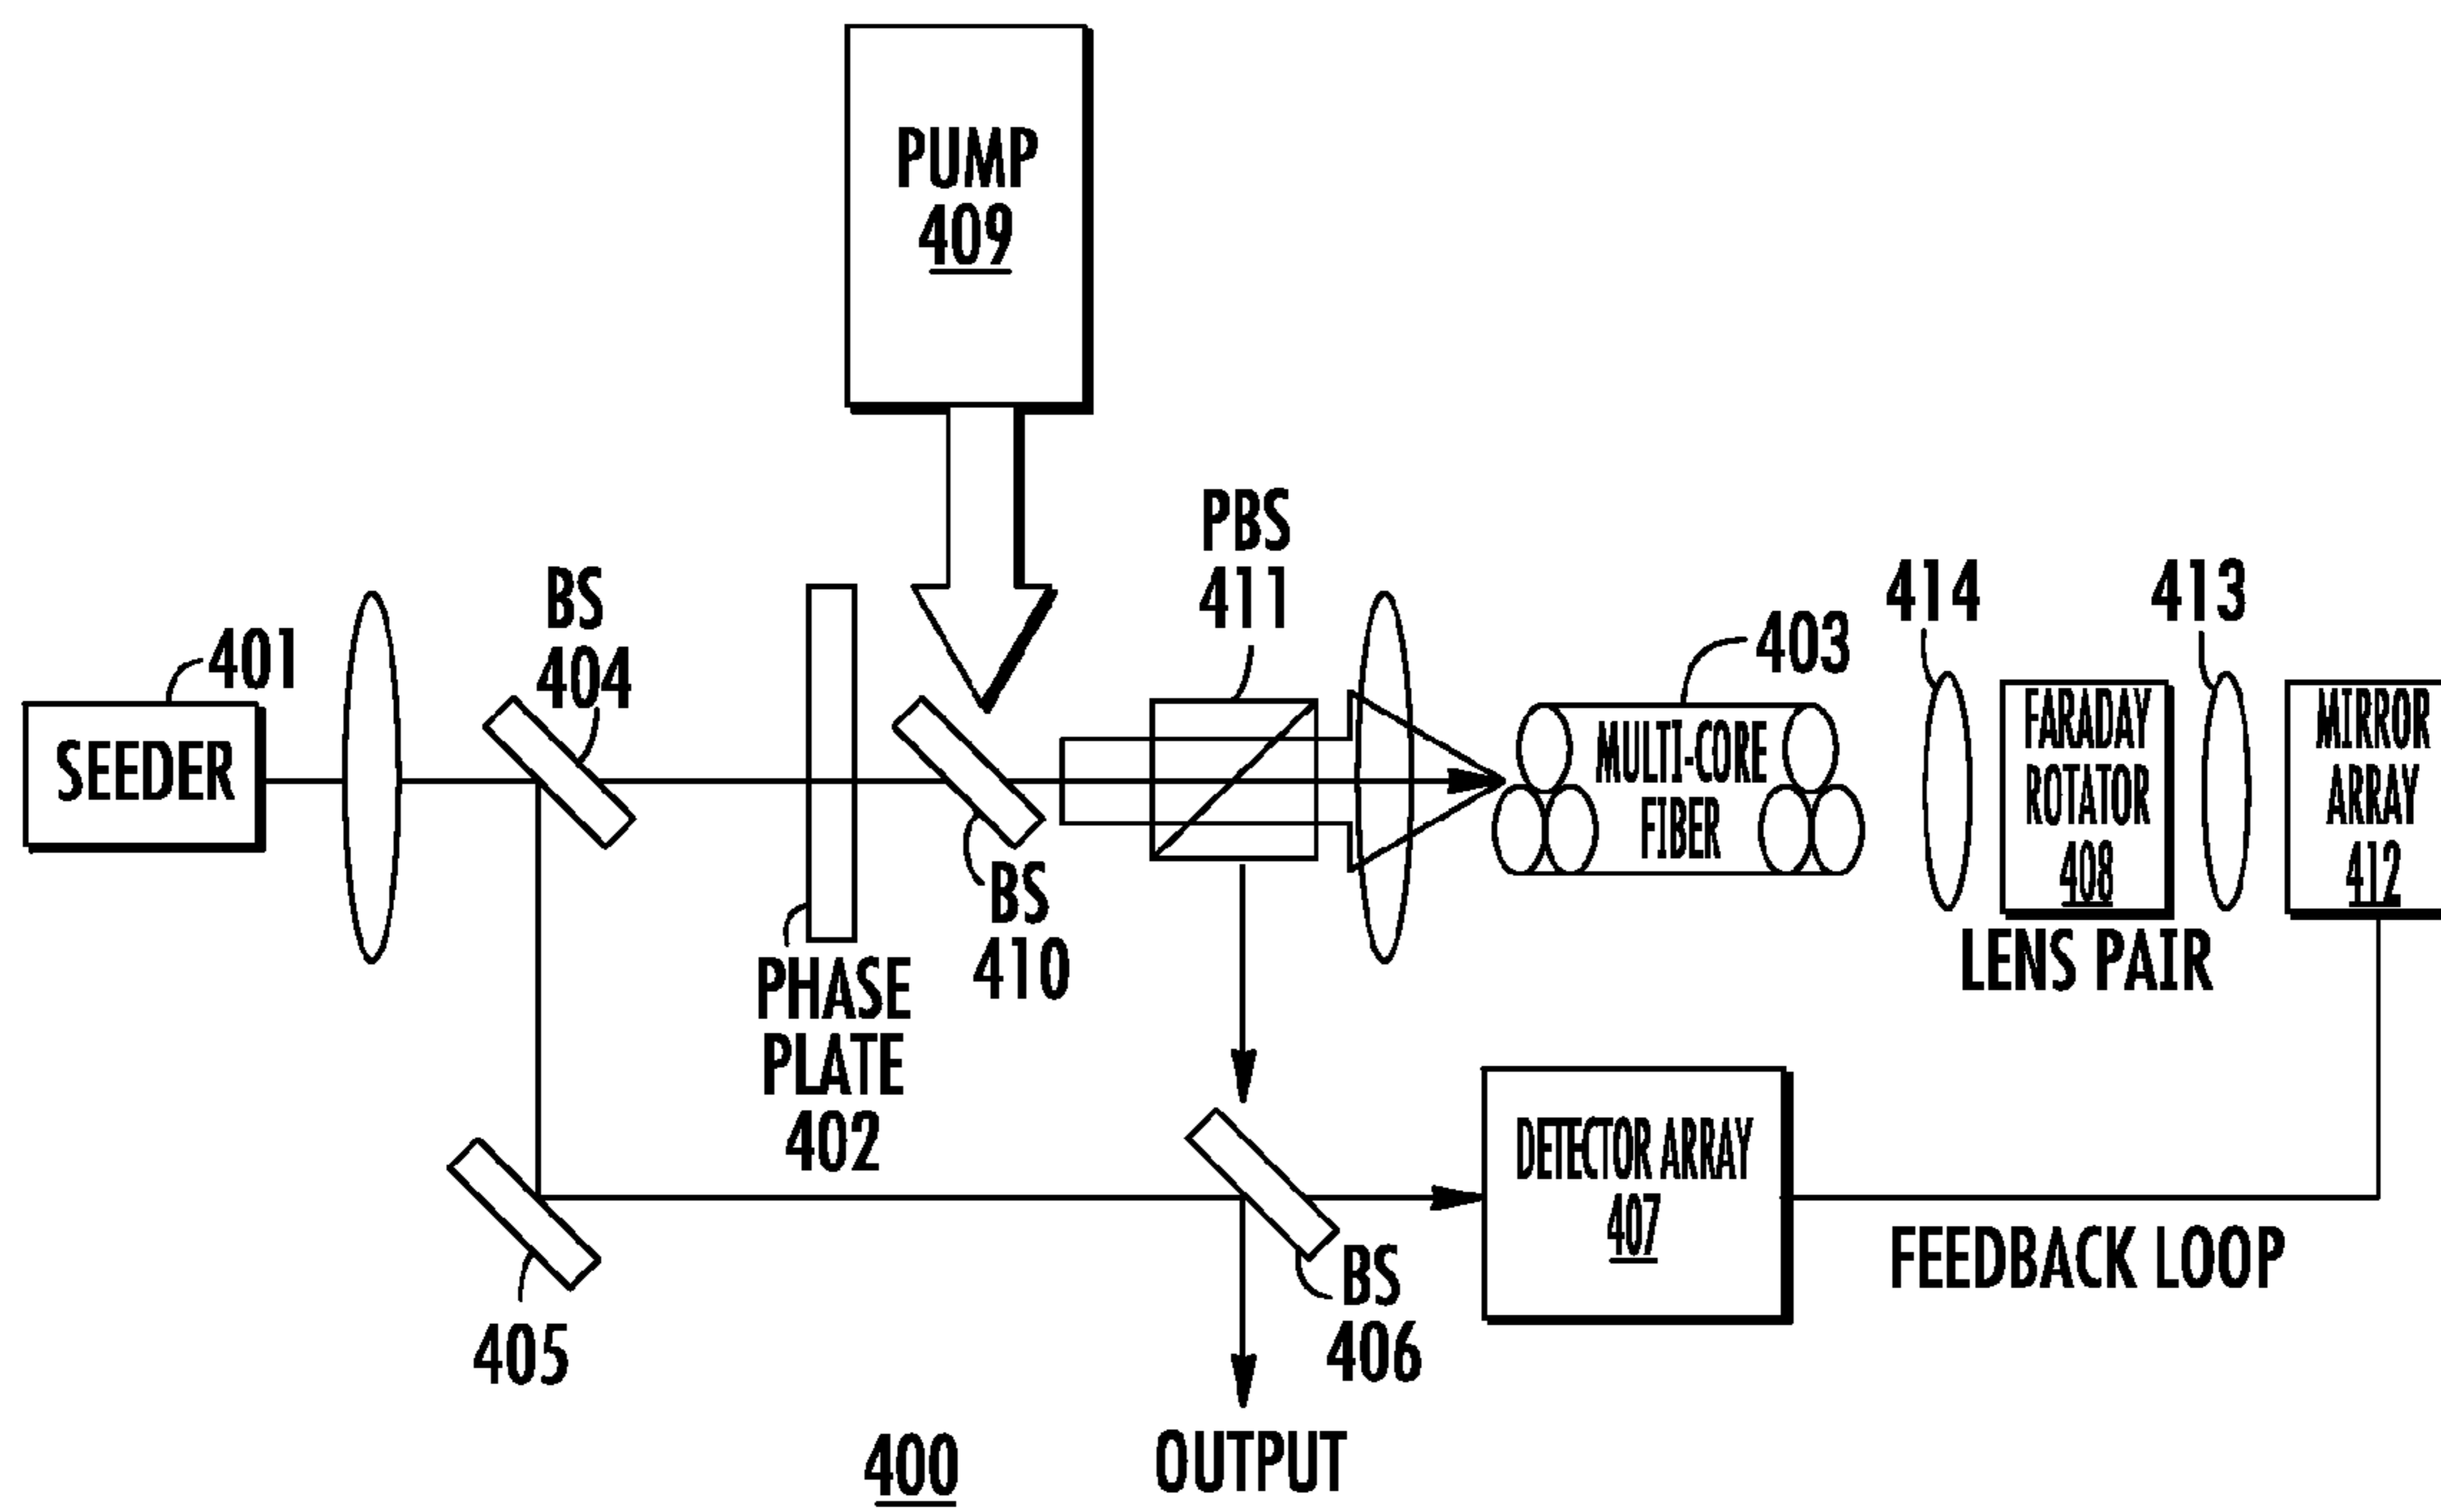 PUMP
409
PBS
411
BS
404
401
SEEDER
414
413
403
MULTI-CORE
FIBER
FARADAY
ROTATOR
408
MIRROR
ARRAY
412
LENS PAIR
BS
410
PHASE
PLATE
402
DETECTOR ARRAY
407
FEEDBACK LOOP
BS
406
405
OUTPUT
400